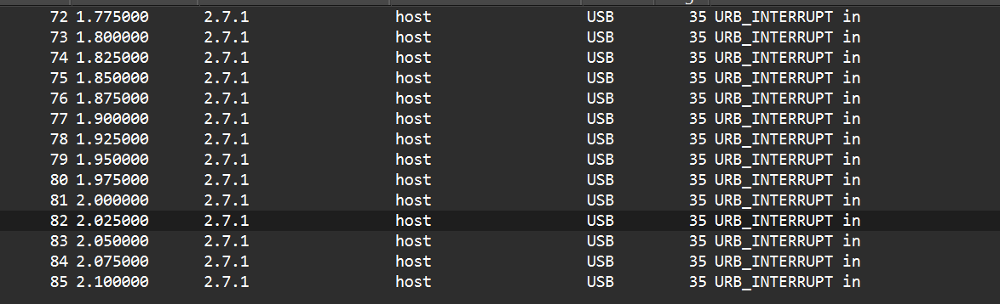 72 1.775000 2.7.1 host USB 35 URB_INTERRUPT in
73 1.800000 2.7.1 host USB 35 URB_INTERRUPT in
74 1.825000 2.7.1 host USB 35 URB_INTERRUPT in
75 1.850000 2.7.1 host USB 35 URB_INTERRUPT in
76 1.875000 2.7.1 host USB 35 URB_INTERRUPT in
77 1.900000 2.7.1 host USB 35 URB_INTERRUPT in
78 1.925000 2.7.1 host USB 35 URB_INTERRUPT in
79 1.950000 2.7.1 host USB 35 URB_INTERRUPT in
80 1.975000 2.7.1 host USB 35 URB_INTERRUPT in
81 2.000000 2.7.1 host USB 35 URB_INTERRUPT in
82 2.025000 2.7.1 host USB 35 URB_INTERRUPT in
83 2.050000 2.7.1 host USB 35 URB_INTERRUPT in
84 2.075000 2.7.1 host USB 35 URB_INTERRUPT in
85 2.100000 2.7.1 host USB 35 URB_INTERRUPT in